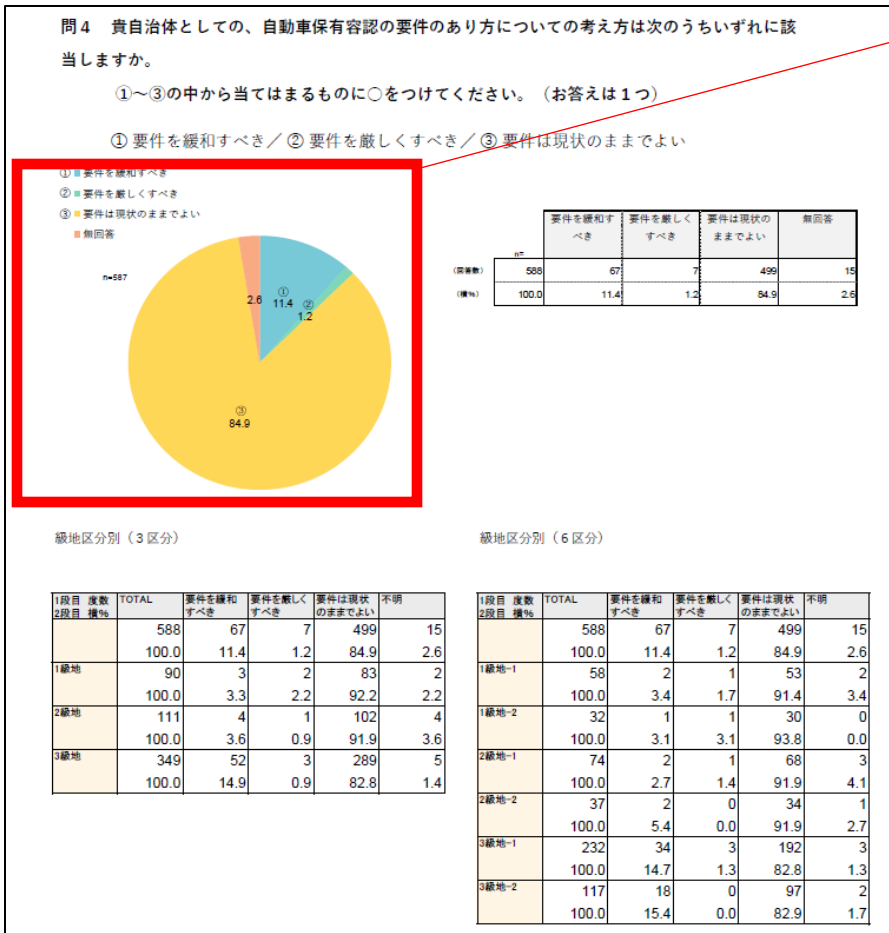 問４　貴自治体としての、自動車保有容認の要件のあり方についての考え方は次のうちいずれに該
当しますか。
①～③の中から当てはまるものに○をつけてください。（お答えは１つ）
① 要件を緩和すべき／ ② 要件を厳しくすべき／ ③ 要件は現状のままでよい
① 要件を緩和すべき
② 要件を厳しくすべき
③ 要件は現状のままでよい
無回答
n=587
2.6
①
11.4
②
1.2
③
84.9
要件を緩和すべき 要件を厳しくすべき 要件は現状のままでよい 無回答
n=
（回答数） 588 67 7 499 15
（横%） 100.0 11.4 1.2 84.9 2.6
級地区分別（３区分）
1段目 度数 TOTAL 要件を緩和 要件を厳しく 要件は現状 不明
2段目 横% すべき すべき のままでよい
588 67 7 499 15
100.0 11.4 1.2 84.9 2.6
1級地 90 3 2 83 2
100.0 3.3 2.2 92.2 2.2
2級地 111 4 1 102 4
100.0 3.6 0.9 91.9 3.6
3級地 349 52 3 289 5
100.0 14.9 0.9 82.8 1.4
級地区分別（６区分）
1段目 度数 TOTAL 要件を緩和 要件を厳しく 要件は現状 不明
2段目 横% すべき すべき のままでよい
588 67 7 499 15
100.0 11.4 1.2 84.9 2.6
1級地-1 58 2 1 53 2
100.0 3.4 1.7 91.4 3.4
1級地-2 32 1 1 30 0
100.0 3.1 3.1 93.8 0.0
2級地-1 74 2 1 68 3
100.0 2.7 1.4 91.9 4.1
2級地-2 37 2 0 34 1
100.0 5.4 0.0 91.9 2.7
3級地-1 232 34 3 192 3
100.0 14.7 1.3 82.8 1.3
3級地-2 117 18 0 97 2
100.0 15.4 0.0 82.9 1.7